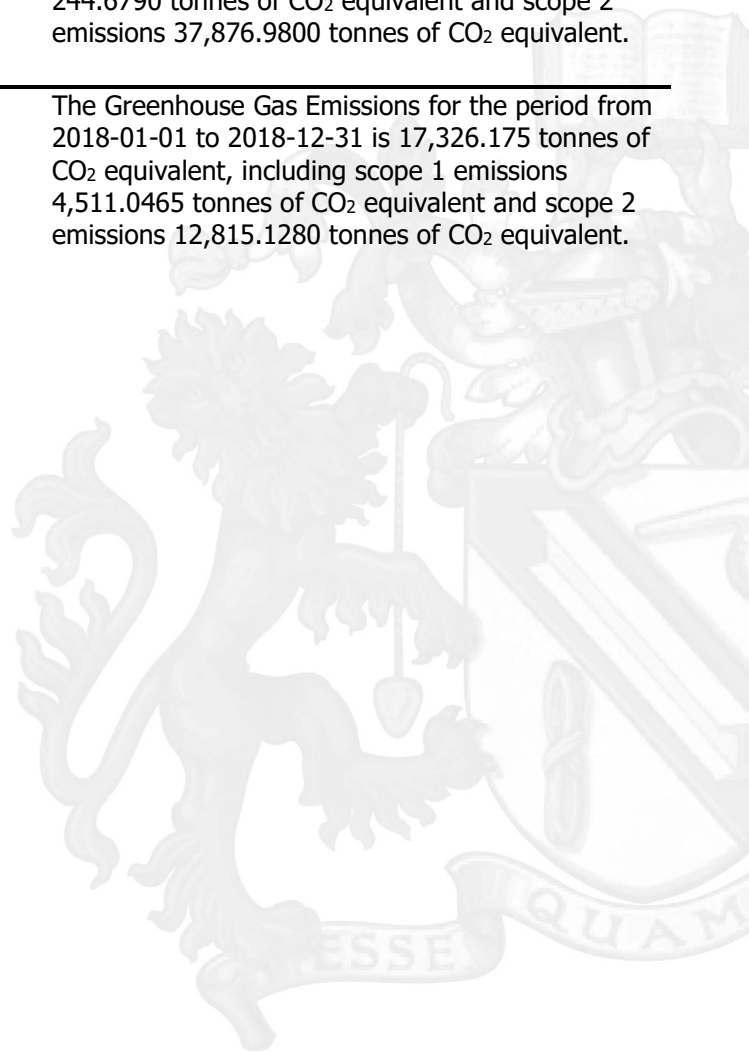 244.6790 tonnes of CO₂ equivalent and scope 2
emissions 37,876.9800 tonnes of CO₂ equivalent.
The Greenhouse Gas Emissions for the period from
2018-01-01 to 2018-12-31 is 17,326.175 tonnes of
CO₂ equivalent, including scope 1 emissions
4,511.0465 tonnes of CO₂ equivalent and scope 2
emissions 12,815.1280 tonnes of CO₂ equivalent.
ESSE QUAM